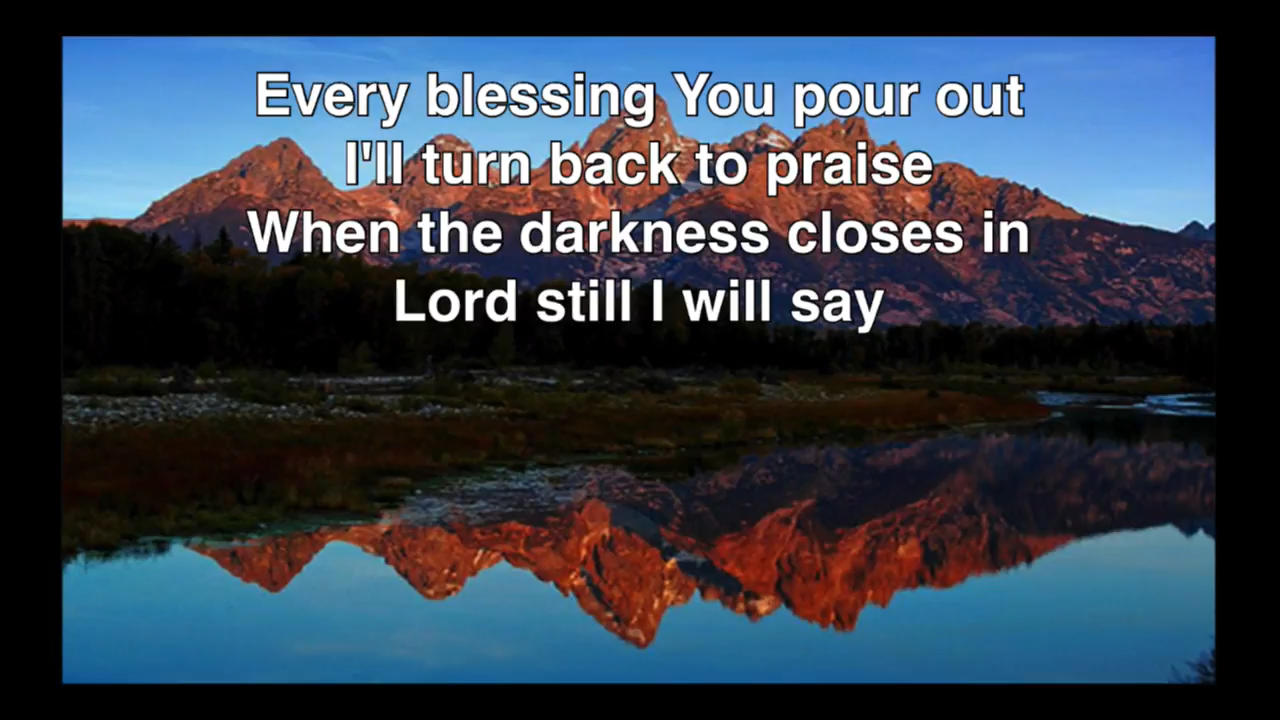 Every blessing You pour out
I'll turn back to praise
When the darkness closes in
Lord still I will say